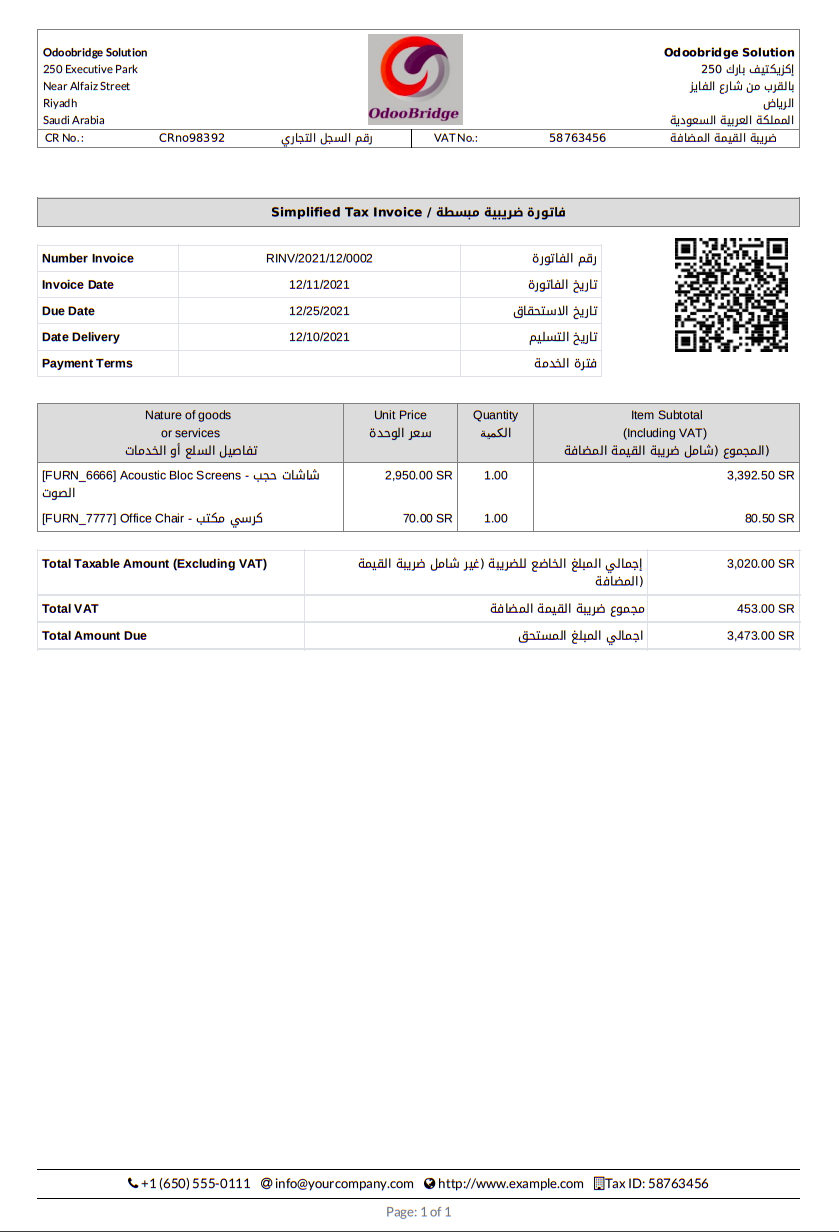 Odoobridge Solution
250 Executive Park
Near Alfaiz Street
Riyadh
Saudi Arabia
OdooBridge
Odoobridge Solution
إكزيكتيف بارك 250
بالقرب من شارع الفايز
الرياض
المملكة العربية السعودية
CR No.: CRno98392 رقم السجل التجاري VAT No.: 58763456 ضريبة القيمة المضافة
Simplified Tax Invoice / فاتورة ضريبية مبسطة
Number Invoice RINV/2021/12/0002 رقم الفاتورة
Invoice Date 12/11/2021 تاريخ الفاتورة
Due Date 12/25/2021 تاريخ الاستحقاق
Date Delivery 12/10/2021 تاريخ التسليم
Payment Terms فترة الخدمة
Nature of goods Unit Price Quantity Item Subtotal
or services سعر الوحدة الكمية (Including VAT)
تفاصيل السلع أو الخدمات المجموع (شامل ضريبة القيمة المضافة)
[FURN_6666] Acoustic Bloc Screens - شاشات حجب 2,950.00 SR 1.00 3,392.50 SR
الصوت
[FURN_7777] Office Chair - كرسي مكتب 70.00 SR 1.00 80.50 SR
Total Taxable Amount (Excluding VAT) إجمالي المبلغ الخاضع للضريبة (غير شامل ضريبة القيمة 3,020.00 SR
المضافة)
Total VAT مجموع ضريبة القيمة المضافة 453.00 SR
Total Amount Due اجمالي المبلغ المستحق 3,473.00 SR
+1 (650) 555-0111 @ info@yourcompany.com http://www.example.com Tax ID: 58763456
Page: 1 of 1